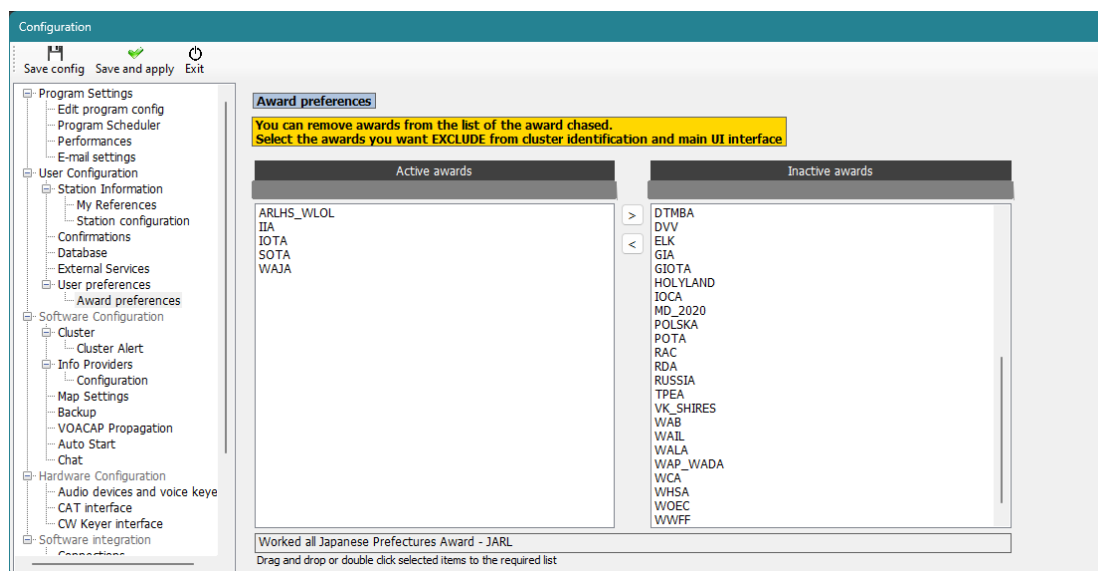 Configuration
Save config Save and apply Exit
Program Settings
Edit program config
Program Scheduler
Performances
E-mail settings
User Configuration
Station Information
My References
Station configuration
Confirmations
Database
External Services
User preferences
Award preferences
Software Configuration
Cluster
Cluster Alert
Info Providers
Configuration
Map Settings
Backup
VOACAP Propagation
Auto Start
Chat
Hardware Configuration
Audio devices and voice keye
CAT interface
CW Keyer interface
Software integration
Connections
Award preferences
You can remove awards from the list of the award chased.
Select the awards you want EXCLUDE from cluster identification and main UI interface
Active awards
ARLHS_WLOL
IIA
IOTA
SOTA
WAJA
>
<
Inactive awards
DTMBA
DVV
ELK
GIA
GIOTA
HOLYLAND
IOCA
MD_2020
POLSKA
POTA
RAC
RDA
RUSSIA
TPEA
VK_SHIRES
WAB
WAIL
WALA
WAP_WADA
WCA
WHSA
WOEC
WWFF
Worked all Japanese Prefectures Award - JARL
Drag and drop or double click selected items to the required list